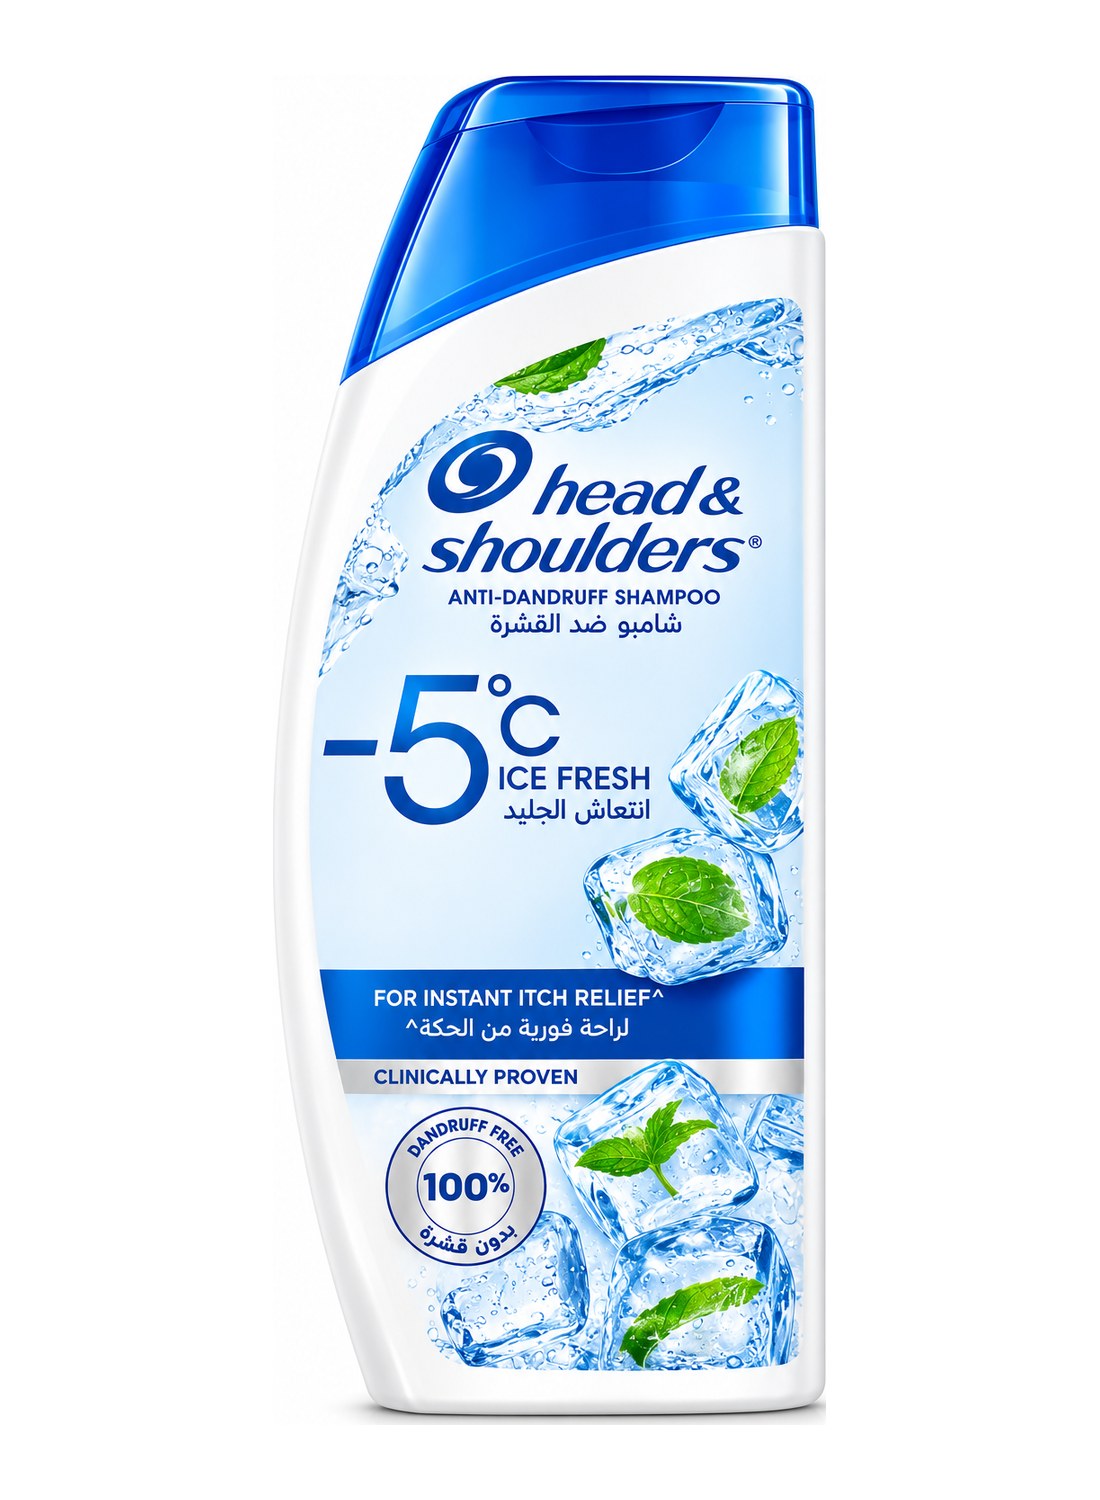 head &
shoulders®
ANTI-DANDRUFF SHAMPOO
شامبو ضد القشرة
-5°C
ICE FRESH
انتعاش الجليد
FOR INSTANT ITCH RELIEF^
لراحة فورية من الحكة^
CLINICALLY PROVEN
DANDRUFF FREE
100%
بدون قشرة